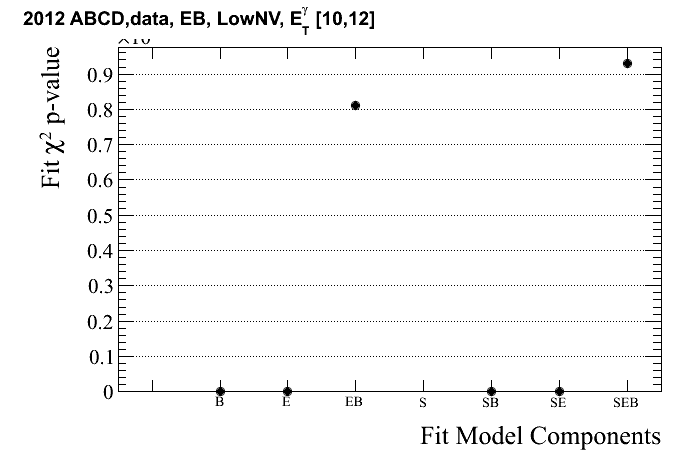 2012 ABCD,data, EB, LowNV, E_T^γ [10,12]
Fit χ² p-value
0.9
0.8
0.7
0.6
0.5
0.4
0.3
0.2
0.1
0
B E EB S SB SE SEB
Fit Model Components